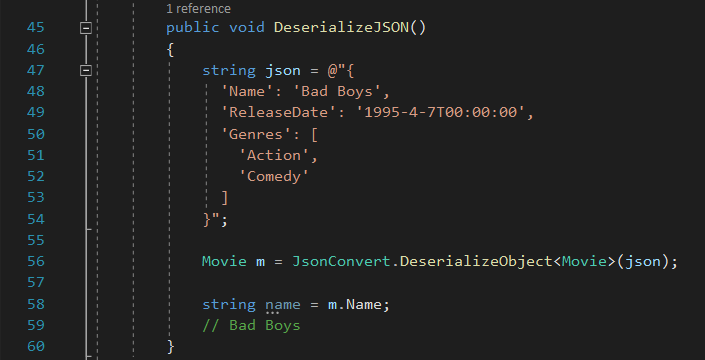 1 reference
45 public void DeserializeJSON()
46 {
47 string json = @"{
48 'Name': 'Bad Boys',
49 'ReleaseDate': '1995-4-7T00:00:00',
50 'Genres': [
51 'Action',
52 'Comedy'
53 ]
54 }";
55
56 Movie m = JsonConvert.DeserializeObject<Movie>(json);
57
58 string name = m.Name;
59 // Bad Boys
60 }